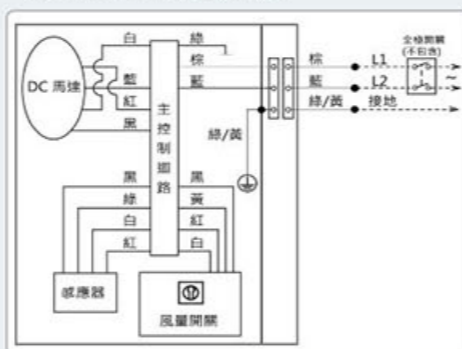 白
綠
棕
藍
藍
紅
黑
DC 馬達
主控制迴路
棕
L1
藍
L2
綠/黃
接地
全極開關
(不包含)
~
綠/黃
黑
綠
白
紅
黑
黃
紅
白
感應器
風量開關